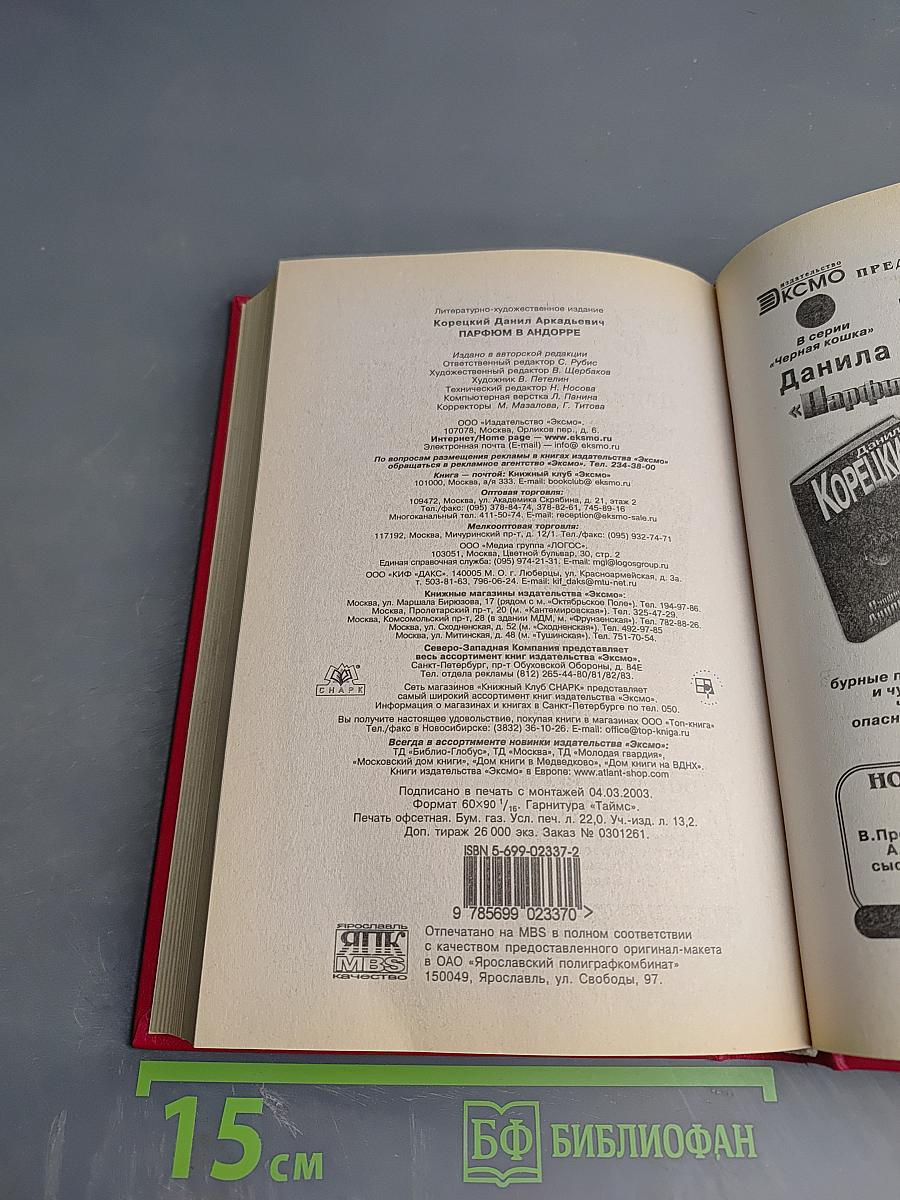 Литературно-художественное издание
Корецкий Данил Аркадьевич
ПАРФЮМ В АНДОРРЕ
Издано в авторской редакции
Ответственный редактор С. Рубис
Художественный редактор В. Щербаков
Художник В. Петелин
Технический редактор Н. Носова
Компьютерная верстка Л. Панина
Корректоры М. Мазалова, Г. Титова
ООО «Издательство «Эксмо».
107078, Москва, Орликов пер., д. 6.
Интернет/Home page — www.eksmo.ru
Электронная почта (E-mail) — info@ eksmo.ru
По вопросам размещения рекламы в книгах издательства «Эксмо»
обращаться в рекламное агентство «Эксмо». Тел. 234-38-00
Книга — почтой: Книжный клуб «Эксмо»
101000, Москва, а/я 333. E-mail: bookclub@ eksmo.ru
Оптовая торговля:
109472, Москва, ул. Академика Скрябина, д. 21, этаж 2
Тел./факс: (095) 378-84-74, 378-82-61, 745-89-16
Многоканальный тел. 411-50-74. E-mail: reception@eksmo-sale.ru
Мелкооптовая торговля:
117192, Москва, Мичуринский пр-т, д. 12/1. Тел./факс: (095) 932-74-71
ООО «Медиа группа «ЛОГОС».
103051, Москва, Цветной бульвар, 30, стр. 2
Единая справочная служба: (095) 974-21-31. E-mail: mgl@logosgroup.ru
ООО «КИФ «ДАКС». 140005 М. О. г. Люберцы, ул. Красноармейская, д. 3а.
т. 503-81-63, 796-06-24. E-mail: kif_daks@mtu-net.ru
Книжные магазины издательства «Эксмо»:
Москва, ул. Маршала Бирюзова, 17 (рядом с м. «Октябрьское Поле»). Тел. 194-97-86.
Москва, Пролетарский пр-т, 20 (м. «Кантемировская»). Тел. 325-47-29.
Москва, Комсомольский пр-т, 28 (в здании МДМ, м. «Фрунзенская»). Тел. 782-88-26.
Москва, ул. Сходненская, д. 52 (м. «Сходненская»). Тел. 492-97-85
Москва, ул. Митинская, д. 48 (м. «Тушинская»). Тел. 751-70-54.
Северо-Западная Компания представляет
весь ассортимент книг издательства «Эксмо».
Санкт-Петербург, пр-т Обуховской Обороны, д. 84Е
Тел. отдела рекламы (812) 265-44-80/81/82/83.
СНАРК
Сеть магазинов «Книжный Клуб СНАРК» представляет
самый широкий ассортимент книг издательства «Эксмо».
Информация о магазинах и книгах в Санкт-Петербурге по тел. 050.
Вы получите настоящее удовольствие, покупая книги в магазинах ООО «Топ-книга»
Тел./факс в Новосибирске: (3832) 36-10-26. E-mail: office@top-kniga.ru
Всегда в ассортименте новинки издательства «Эксмо»:
ТД «Библио-Глобус», ТД «Москва», ТД «Молодая гвардия»,
«Московский дом книги», «Дом книги в Медведково», «Дом книги на ВДНХ».
Книги издательства «Эксмо» в Европе: www.atlant-shop.com
Подписано в печать с монтажей 04.03.2003.
Формат 60×90 1/16. Гарнитура «Таймс».
Печать офсетная. Бум. газ. Усл. печ. л. 22,0. Уч.-изд. л. 13,2.
Доп. тираж 26 000 экз. Заказ № 0301261.
ISBN 5-699-02337-2
9 785699 023370 >
ЯРОСЛАВЛЬ
ЯПК
MBS
КАЧЕСТВО
Отпечатано на MBS в полном соответствии
с качеством предоставленного оригинал-макета
в ОАО «Ярославский полиграфкомбинат»
150049, Ярославль, ул. Свободы, 97.
издательство
ЭКСМО ПРЕД
В серии
«Черная кошка»
Данила
«Парфю
Данил
КОРЕЦКИ
бурные п
и чу
опасн
НО
В.Пр
А.
сыс
15 см
БФ БИБЛИОФАН